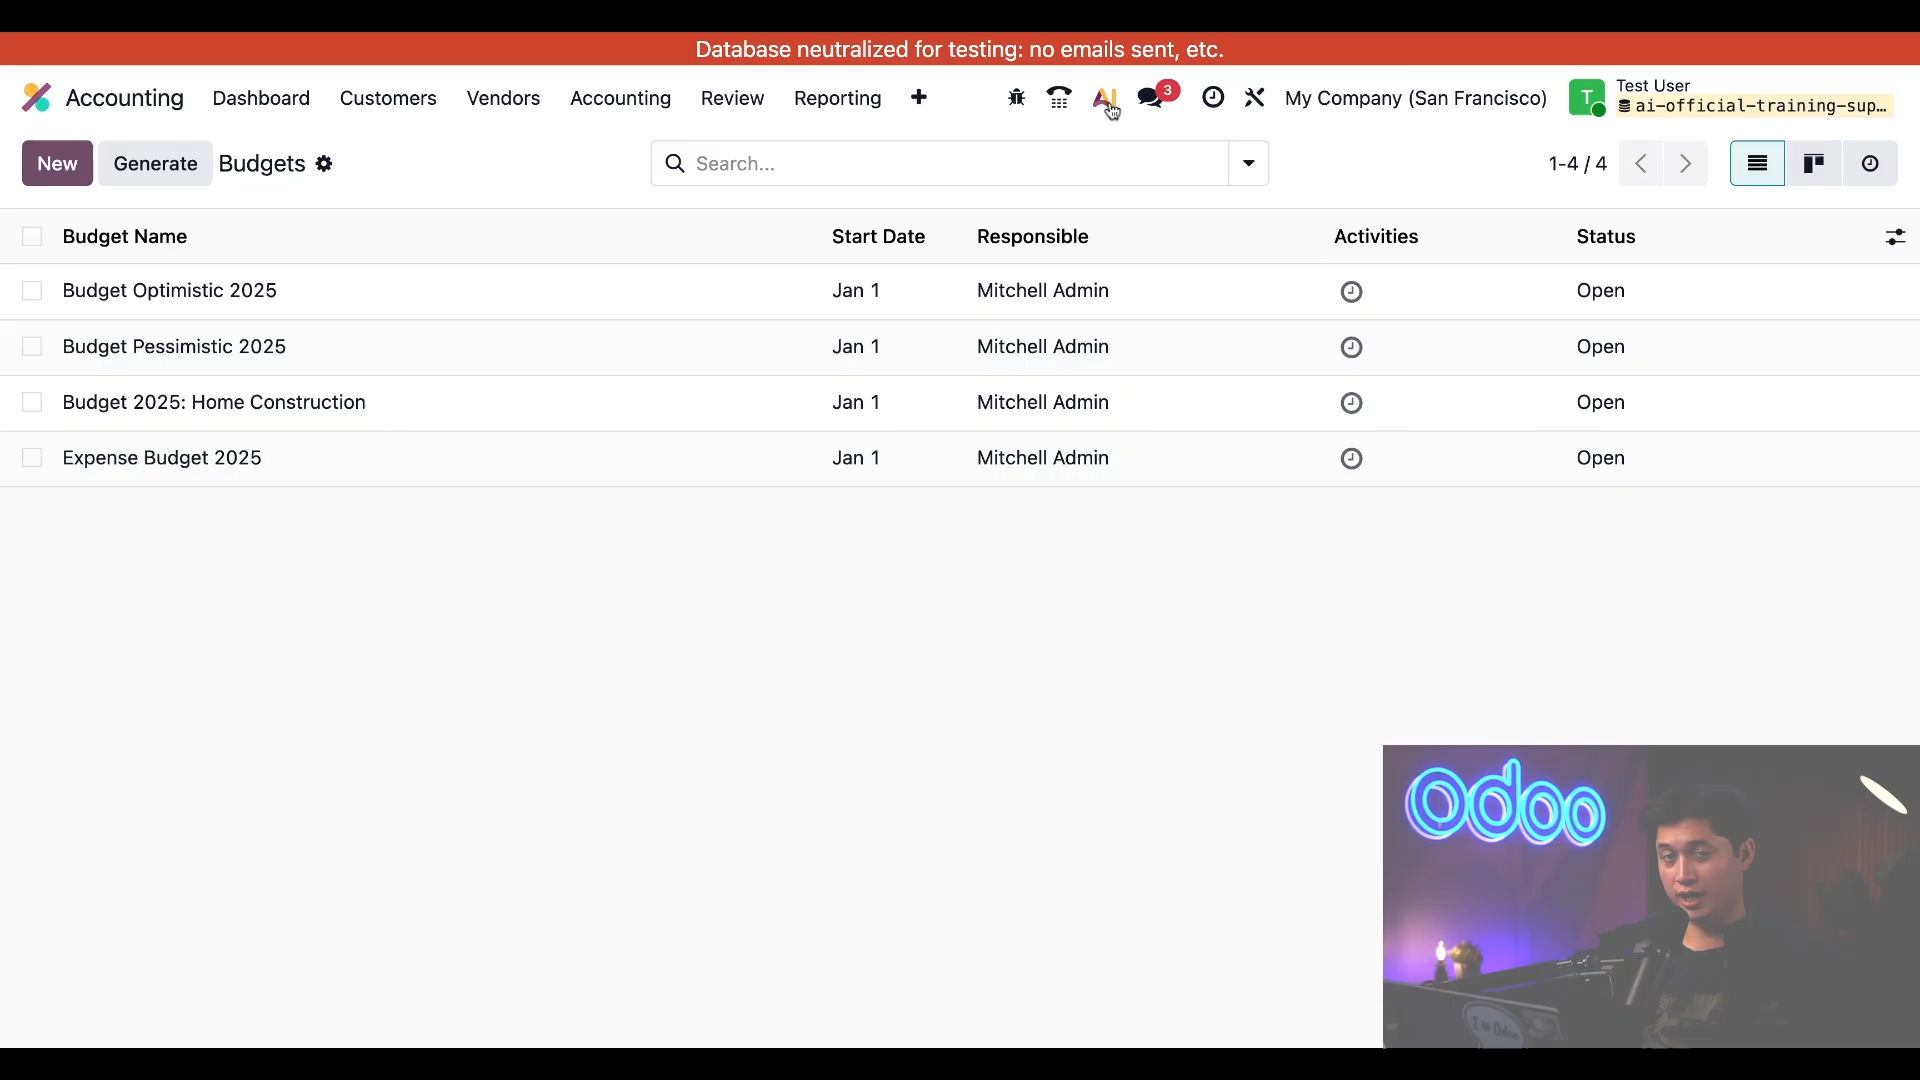 Database neutralized for testing: no emails sent, etc.
Accounting Dashboard Customers Vendors Accounting Review Reporting AI 3 My Company (San Francisco) T Test User
ai-official-training-sup...
New Generate Budgets Search... 1-4 / 4
Budget Name Start Date Responsible Activities Status
Budget Optimistic 2025 Jan 1 Mitchell Admin Open
Budget Pessimistic 2025 Jan 1 Mitchell Admin Open
Budget 2025: Home Construction Jan 1 Mitchell Admin Open
Expense Budget 2025 Jan 1 Mitchell Admin Open
odoo
I ♥ Odoo